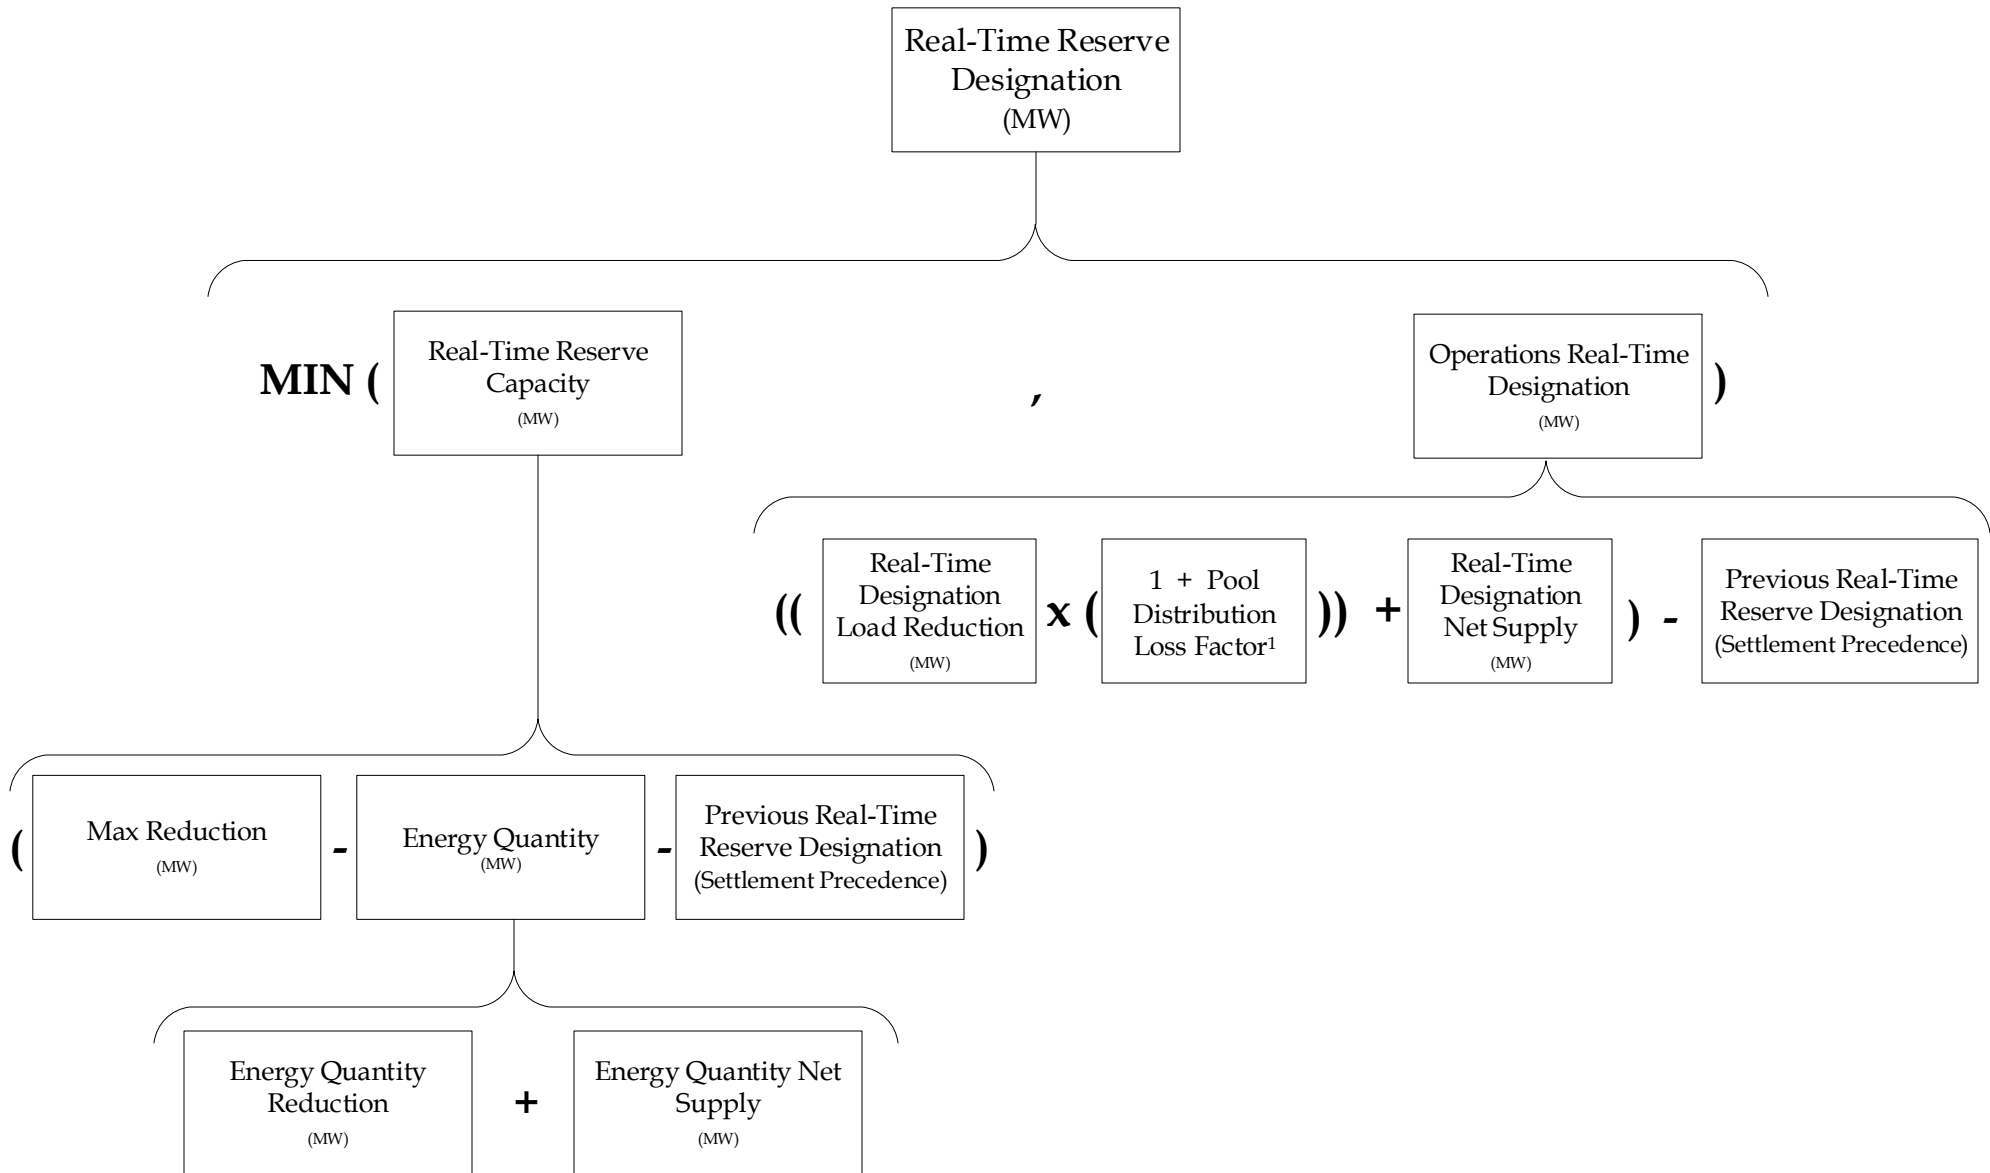 Real-Time Reserve
Designation
(MW)
MIN (
Real-Time Reserve
Capacity
(MW)
,
Operations Real-Time
Designation
(MW)
)
((
Real-Time
Designation
Load Reduction
(MW)
x (
1 + Pool
Distribution
Loss Factor¹
))
+
Real-Time
Designation
Net Supply
(MW)
)
-
Previous Real-Time
Reserve Designation
(Settlement Precedence)
(
Max Reduction
(MW)
-
Energy Quantity
(MW)
-
Previous Real-Time
Reserve Designation
(Settlement Precedence)
)
Energy Quantity
Reduction
(MW)
+
Energy Quantity Net
Supply
(MW)